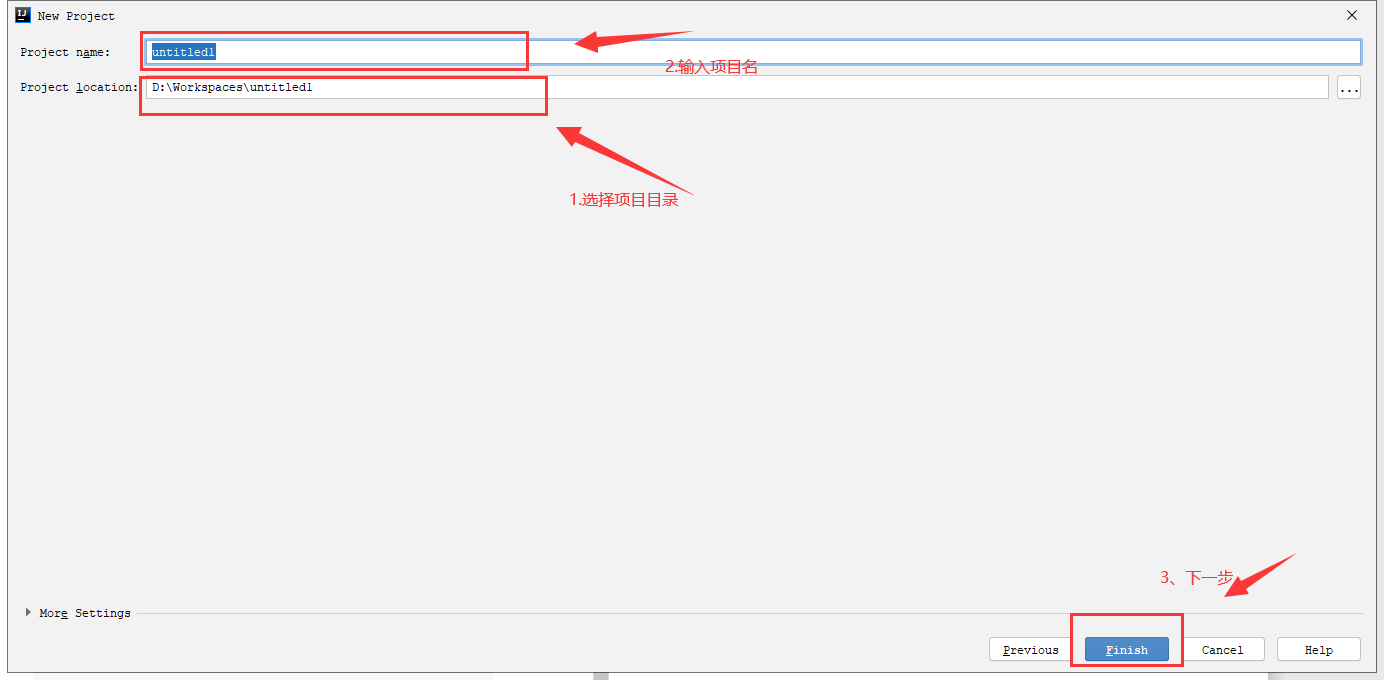 New Project
Project name:
untitled1
2.输入项目名
Project location:
D:\Workspaces\untitled1
...
1.选择项目目录
3、下一步
More Settings
Previous
Finish
Cancel
Help